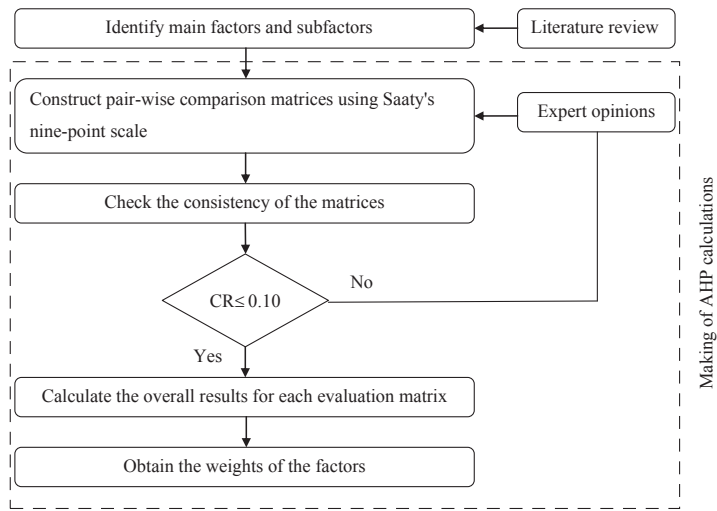 Identify main factors and subfactors
Literature review
Construct pair-wise comparison matrices using Saaty's
nine-point scale
Expert opinions
Check the consistency of the matrices
CR≤ 0.10
No
Yes
Calculate the overall results for each evaluation matrix
Obtain the weights of the factors
Making of AHP calculations